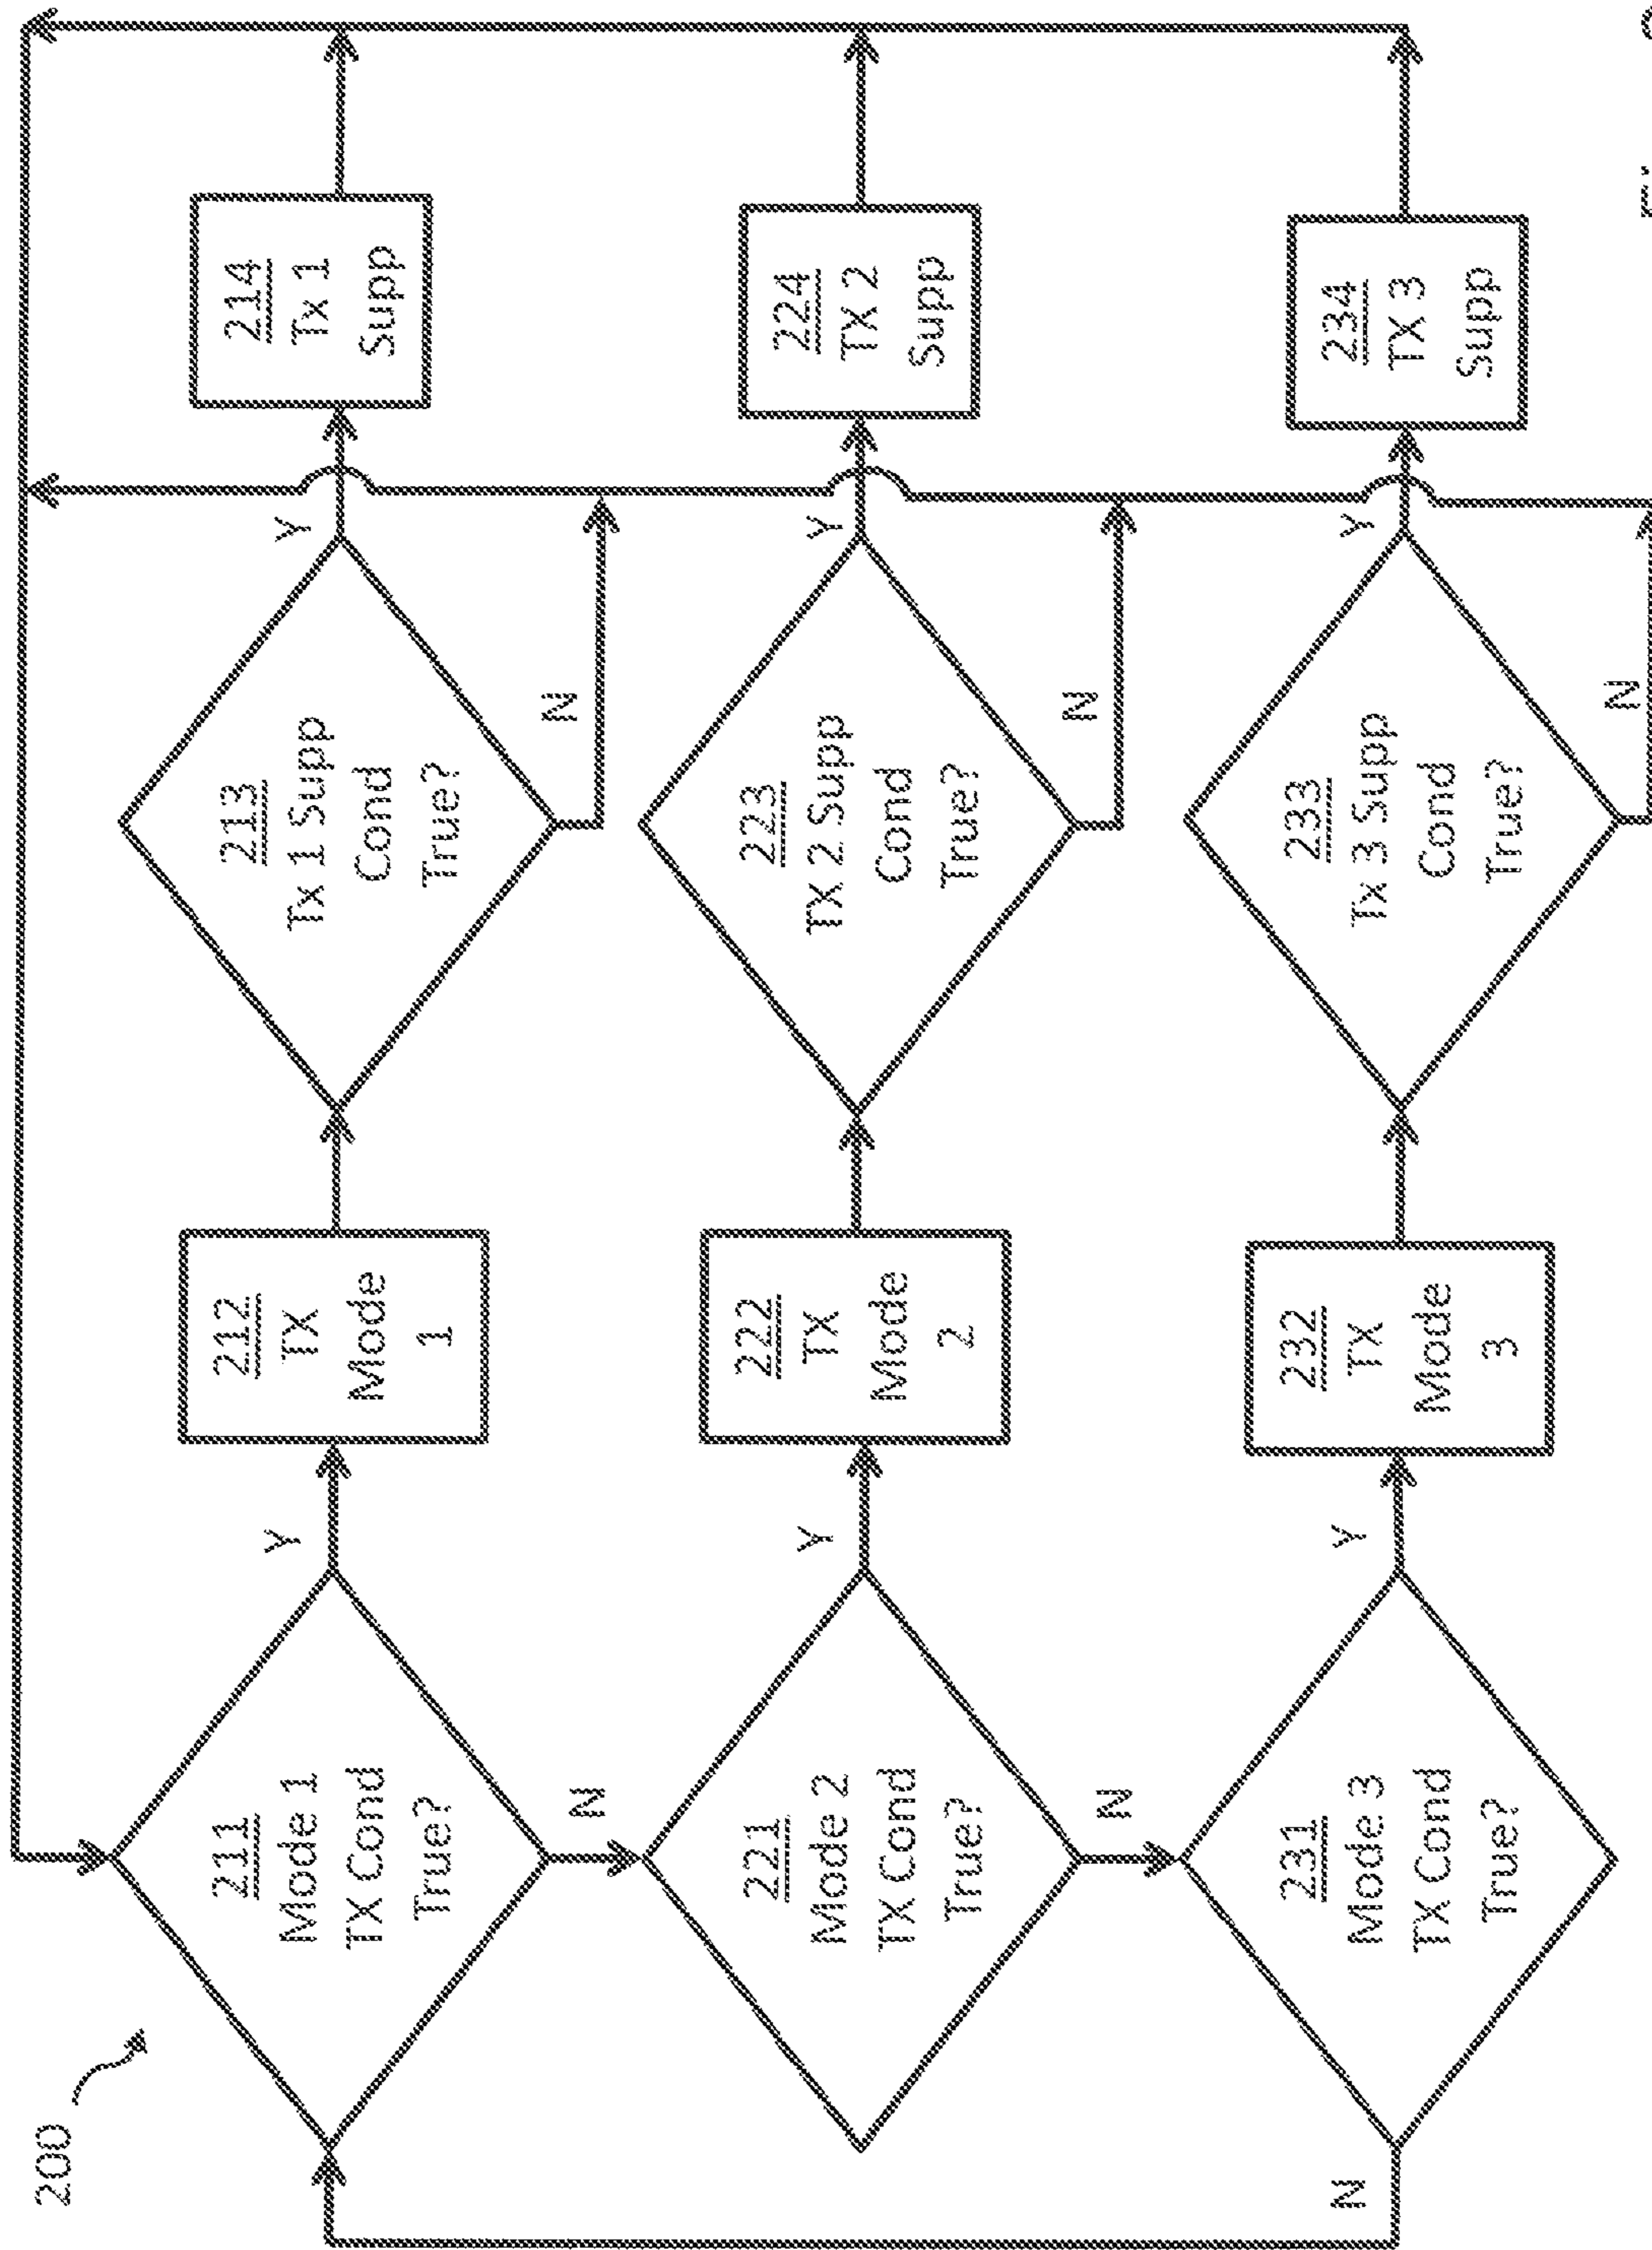 200
211
Mode 1
TX Cond
True?
Y
212
TX
Mode
1
213
Tx 1 Supp
Cond
True?
Y
214
Tx 1
Supp
N
N
221
Mode 2
TX Cond
True?
Y
222
TX
Mode
2
223
TX 2 Supp
Cond
True?
Y
224
TX 2
Supp
N
N
231
Mode 3
TX Cond
True?
Y
232
TX
Mode
3
233
Tx 3 Supp
Cond
True?
Y
234
TX 3
Supp
N
N